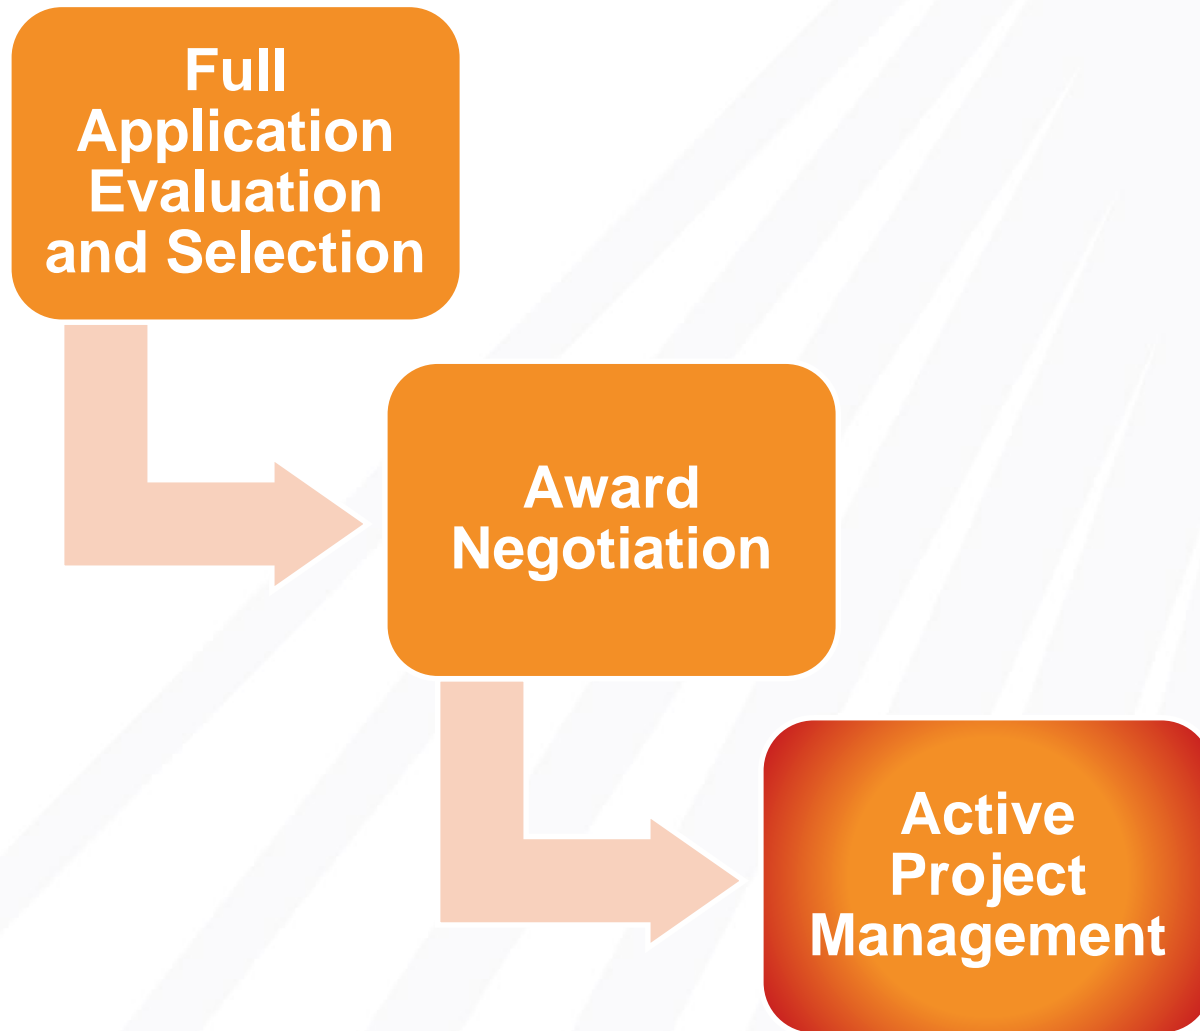 Full
Application
Evaluation
and Selection
Award
Negotiation
Active
Project
Management